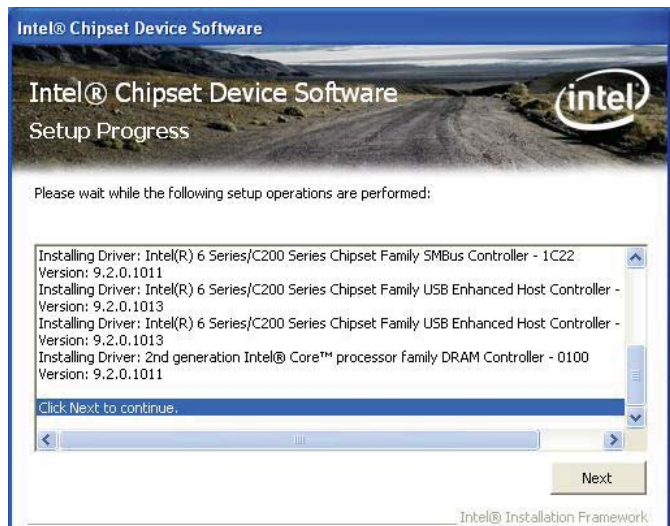 Intel® Chipset Device Software
Intel® Chipset Device Software
intel
Setup Progress
Please wait while the following setup operations are performed:
Installing Driver: Intel(R) 6 Series/C200 Series Chipset Family SMBus Controller - 1C22
Version: 9.2.0.1011
Installing Driver: Intel(R) 6 Series/C200 Series Chipset Family USB Enhanced Host Controller -
Version: 9.2.0.1013
Installing Driver: Intel(R) 6 Series/C200 Series Chipset Family USB Enhanced Host Controller -
Version: 9.2.0.1013
Installing Driver: 2nd generation Intel® Core™ processor family DRAM Controller - 0100
Version: 9.2.0.1011
Click Next to continue.
Next
Intel® Installation Framework